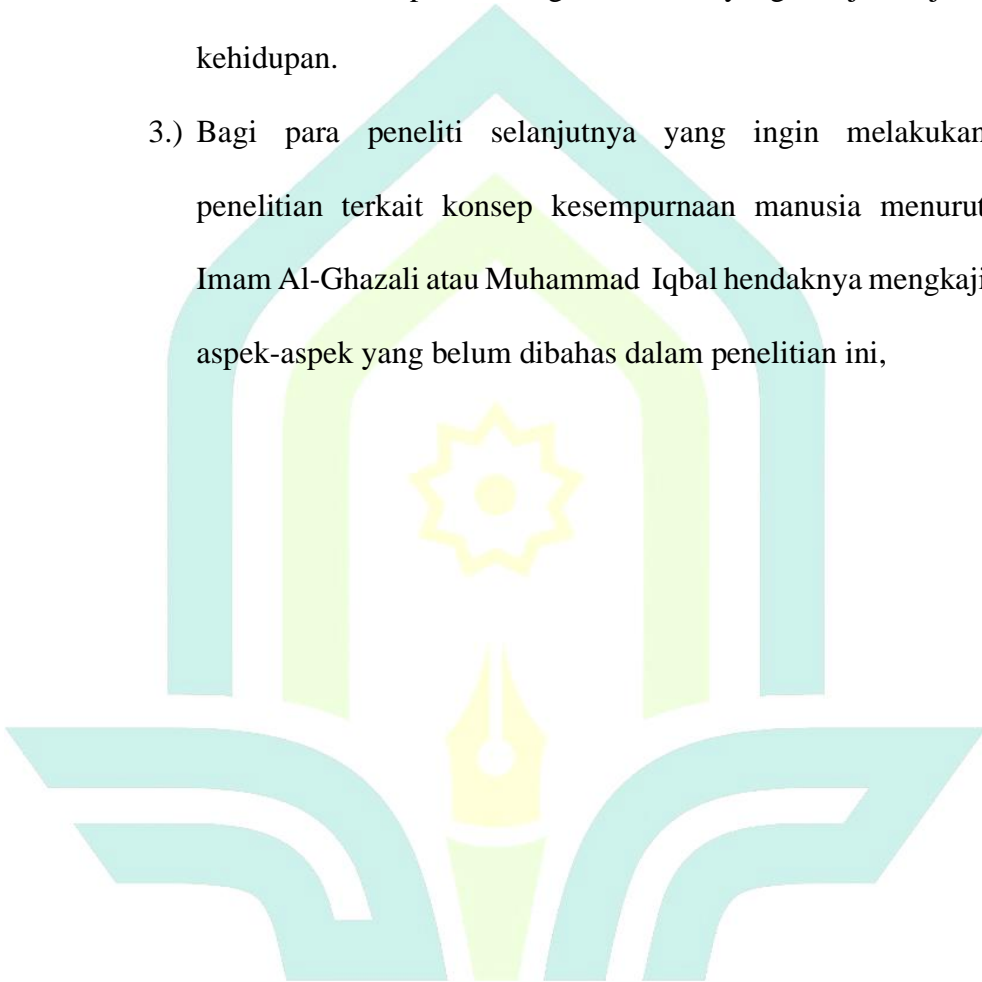 kehidupan.
3.) Bagi para peneliti selanjutnya yang ingin melakukan
penelitian terkait konsep kesempurnaan manusia menurut
Imam Al-Ghazali atau Muhammad Iqbal hendaknya mengkaji
aspek-aspek yang belum dibahas dalam penelitian ini,